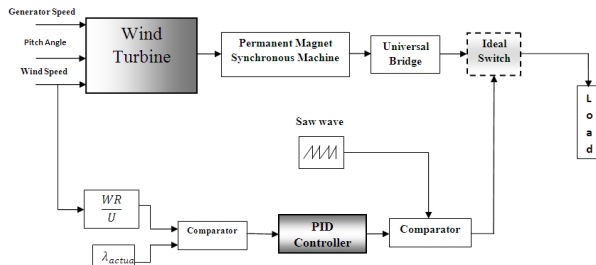 Generator Speed
Pitch Angle
Wind Speed
Wind
Turbine
Permanent Magnet
Synchronous Machine
Universal
Bridge
Ideal
Switch
L
o
a
d
Saw wave
WR
U
λactua
Comparator
PID
Controller
Comparator